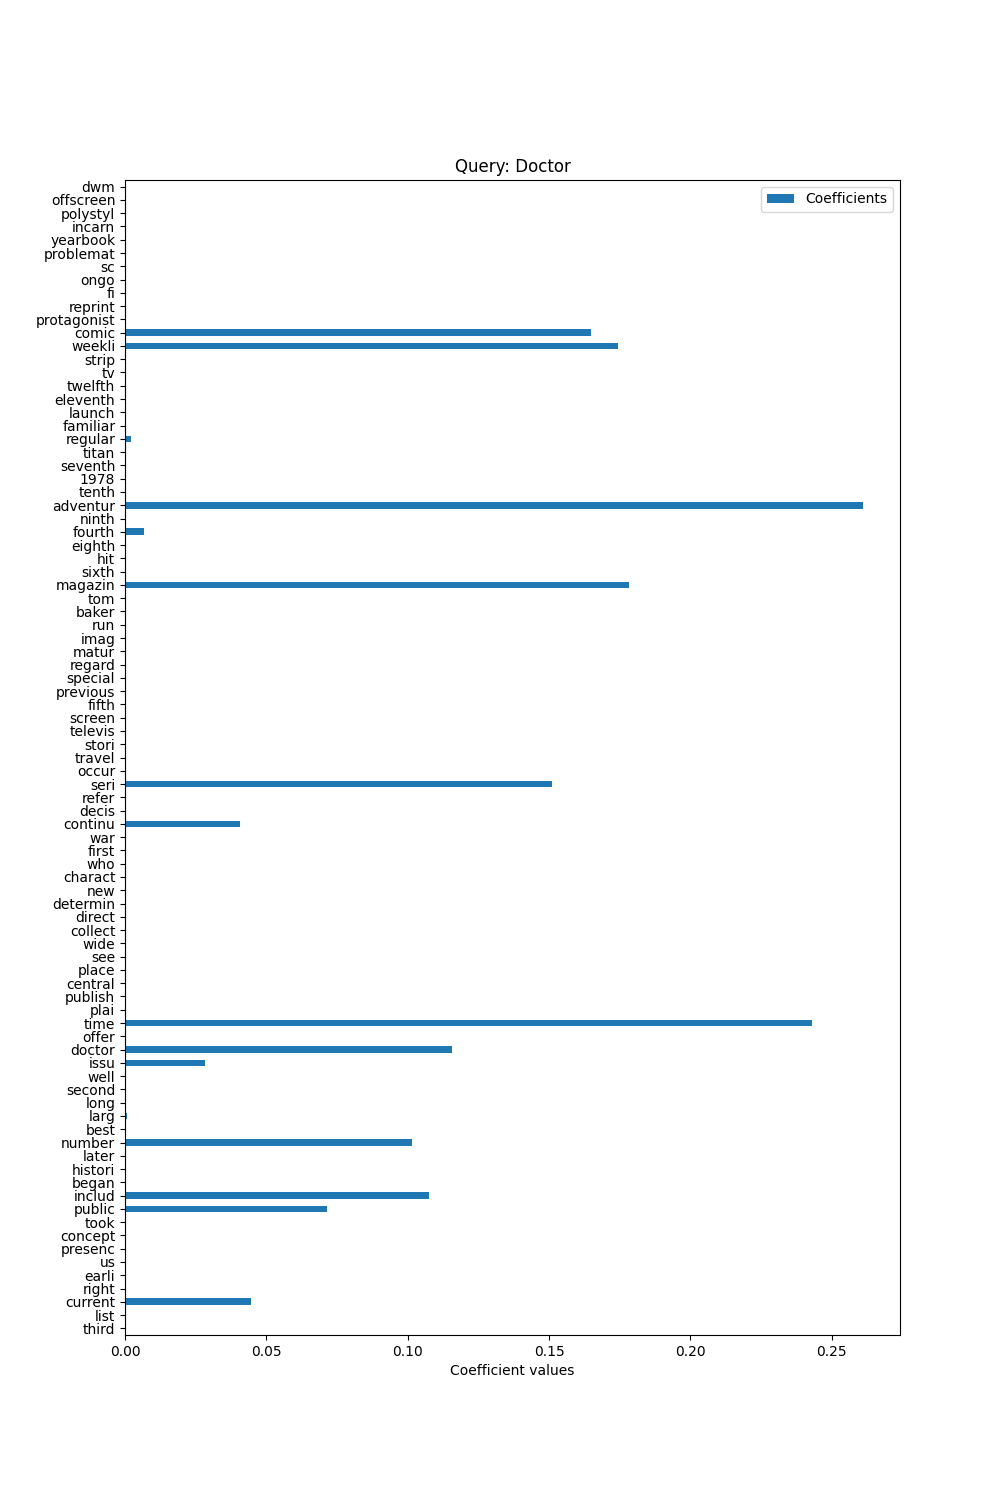 Query: Doctor
Coefficients
dwm
offscreen
polystyl
incarn
yearbook
problemat
sc
ongo
fi
reprint
protagonist
comic
weekli
strip
tv
twelfth
eleventh
launch
familiar
regular
titan
seventh
1978
tenth
adventur
ninth
fourth
eighth
hit
sixth
magazin
tom
baker
run
imag
matur
regard
special
previous
fifth
screen
televis
stori
travel
occur
seri
refer
decis
continu
war
first
who
charact
new
determin
direct
collect
wide
see
place
central
publish
plai
time
offer
doctor
issu
well
second
long
larg
best
number
later
histori
began
includ
public
took
concept
presenc
us
earli
right
current
list
third
0.00 0.05 0.10 0.15 0.20 0.25
Coefficient values